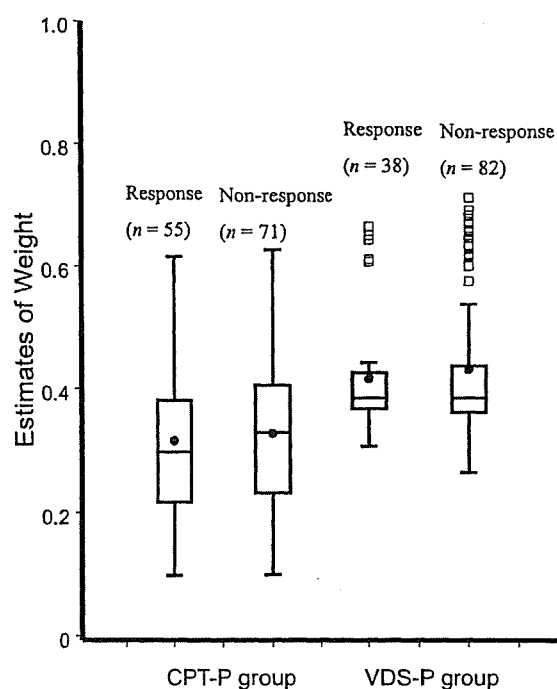 1.0
0.8
0.6
0.4
0.2
0
Estimates of Weight
Response
(n = 55)
Non-response
(n = 71)
Response
(n = 38)
Non-response
(n = 82)
CPT-P group
VDS-P group